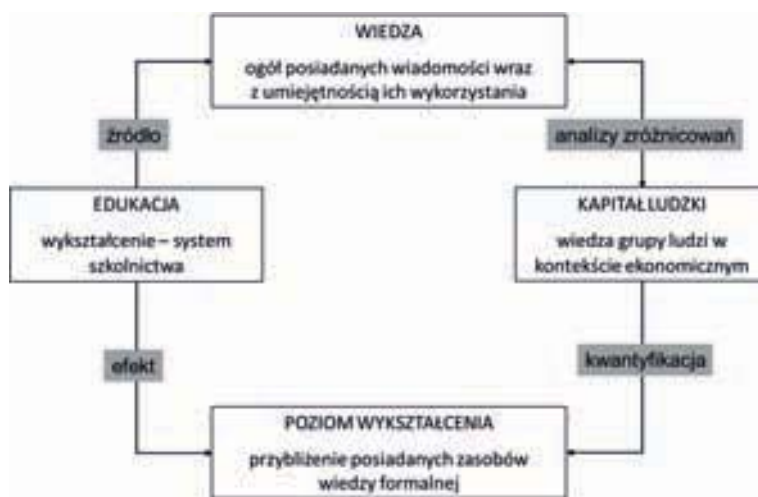 WIEDZA
ogół posiadanych wiadomości wraz
z umiejętnością ich wykorzystania
źródło
analizy zróżnicowań
EDUKACJA
wykształcenie – system
szkolnictwa
KAPITAŁ LUDZKI
wiedza grupy ludzi w
kontekście ekonomicznym
efekt
kwantyfikacja
POZIOM WYKSZTAŁCENIA
przybliżenie posiadanych zasobów
wiedzy formalnej